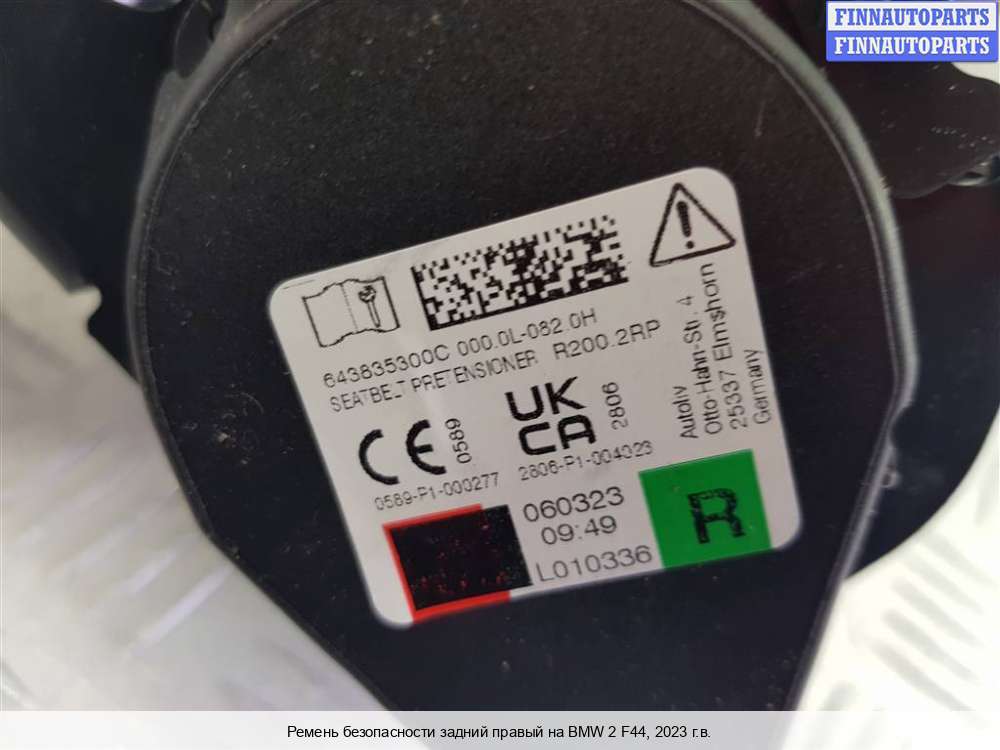 FINNAUTOPARTS
FINNAUTOPARTS
643835300C 000.0L-082.0H
SEATBELT PRETENSIONER R200.2RP
CE 0589
UK
CA 2806
0589-P1-000277
2806-P1-004023
Autoliv
Otto-Hahn-Str. 4
25337 Elmshorn
Germany
060323
09:49
L010336
R
Ремень безопасности задний правый на BMW 2 F44, 2023 г.в.